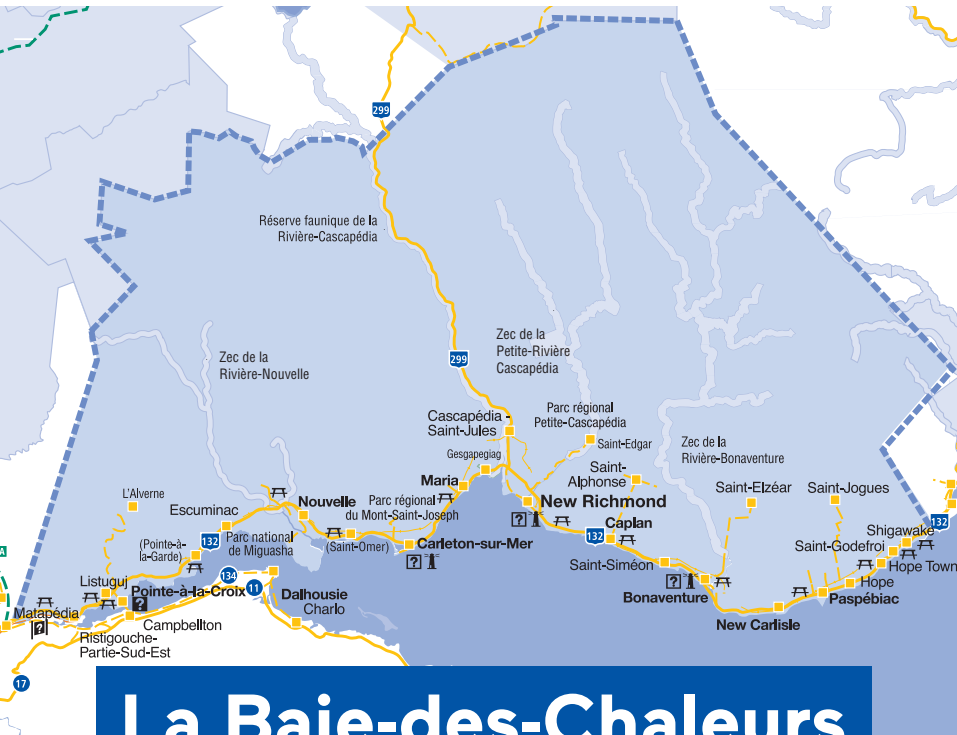 299
Réserve faunique de la
Rivière-Cascapédia
299
Zec de la
Rivière-Nouvelle
Zec de la
Petite-Rivière
Cascapédia
Cascapédia -
Saint-Jules
Parc régional
Petite-Cascapédia
Gesgapegiag
Saint-Edgar
Zec de la
Rivière-Bonaventure
Maria
Saint-
Alphonse
Saint-Elzéar
Saint-Jogues
L'Alverne
Escuminac
Nouvelle
Parc régional
du Mont-Saint-Joseph
New Richmond
?
132
Caplan
132
Shigawake
Saint-Godefroi
Hope Town
Hope
Paspébiac
(Pointe-à-
la-Garde)
132
Parc national
de Miguasha
(Saint-Omer)
Carleton-sur-Mer
?
Saint-Siméon
?
Bonaventure
New Carlisle
A
Listuguj
134
11
Pointe-à-la-Croix
?
Dalhousie
Charlo
Matapédia
?
Campbellton
Ristigouche-
Partie-Sud-Est
17
La Baie-des-Chaleurs